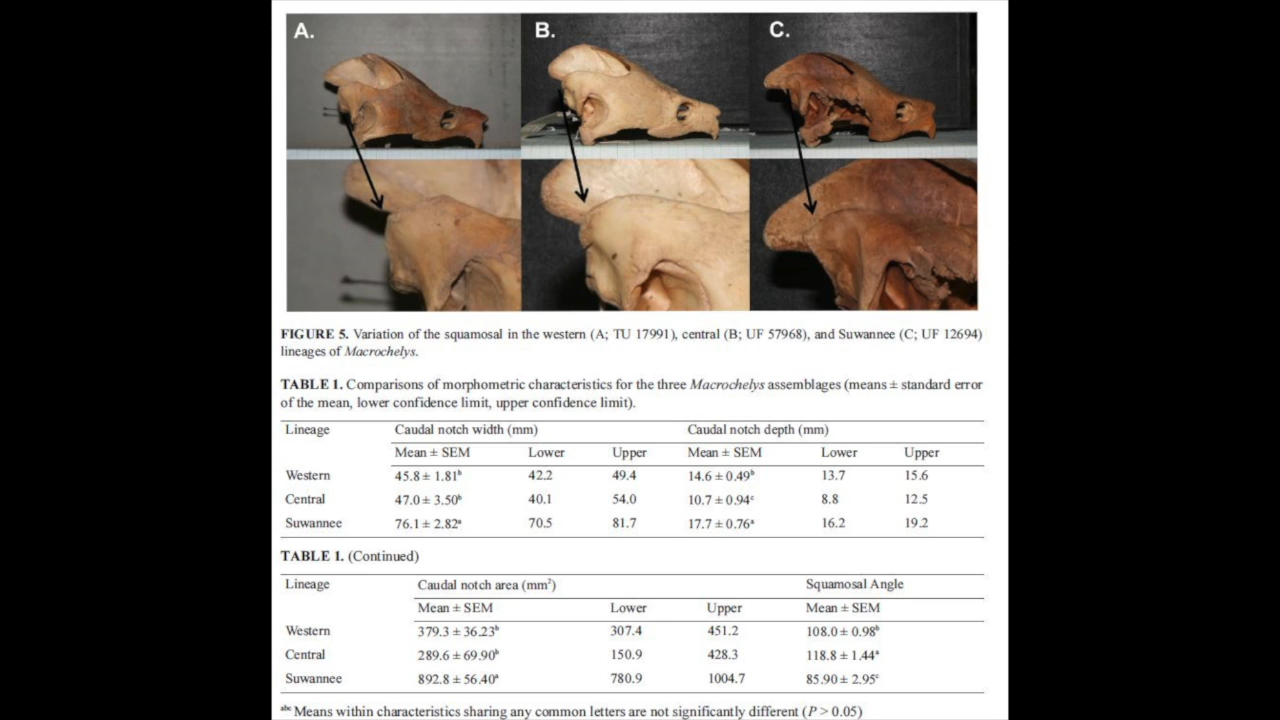 A.
B.
C.
FIGURE 5. Variation of the squamosal in the western (A; TU 17991), central (B; UF 57968), and Suwannee (C; UF 12694)
lineages of Macrochelys.
TABLE 1. Comparisons of morphometric characteristics for the three Macrochelys assemblages (means ± standard error
of the mean, lower confidence limit, upper confidence limit).
Lineage Caudal notch width (mm) Caudal notch depth (mm)
Mean ± SEM Lower Upper Mean ± SEM Lower Upper
Western 45.8 ± 1.81ᵇ 42.2 49.4 14.6 ± 0.49ᵇ 13.7 15.6
Central 47.0 ± 3.50ᵇ 40.1 54.0 10.7 ± 0.94ᶜ 8.8 12.5
Suwannee 76.1 ± 2.82ᵃ 70.5 81.7 17.7 ± 0.76ᵃ 16.2 19.2
TABLE 1. (Continued)
Lineage Caudal notch area (mm²) Squamosal Angle
Mean ± SEM Lower Upper Mean ± SEM
Western 379.3 ± 36.23ᵇ 307.4 451.2 108.0 ± 0.98ᵇ
Central 289.6 ± 69.90ᵇ 150.9 428.3 118.8 ± 1.44ᵃ
Suwannee 892.8 ± 56.40ᵃ 780.9 1004.7 85.90 ± 2.95ᶜ
ᵃᵇᶜ Means within characteristics sharing any common letters are not significantly different (P > 0.05)